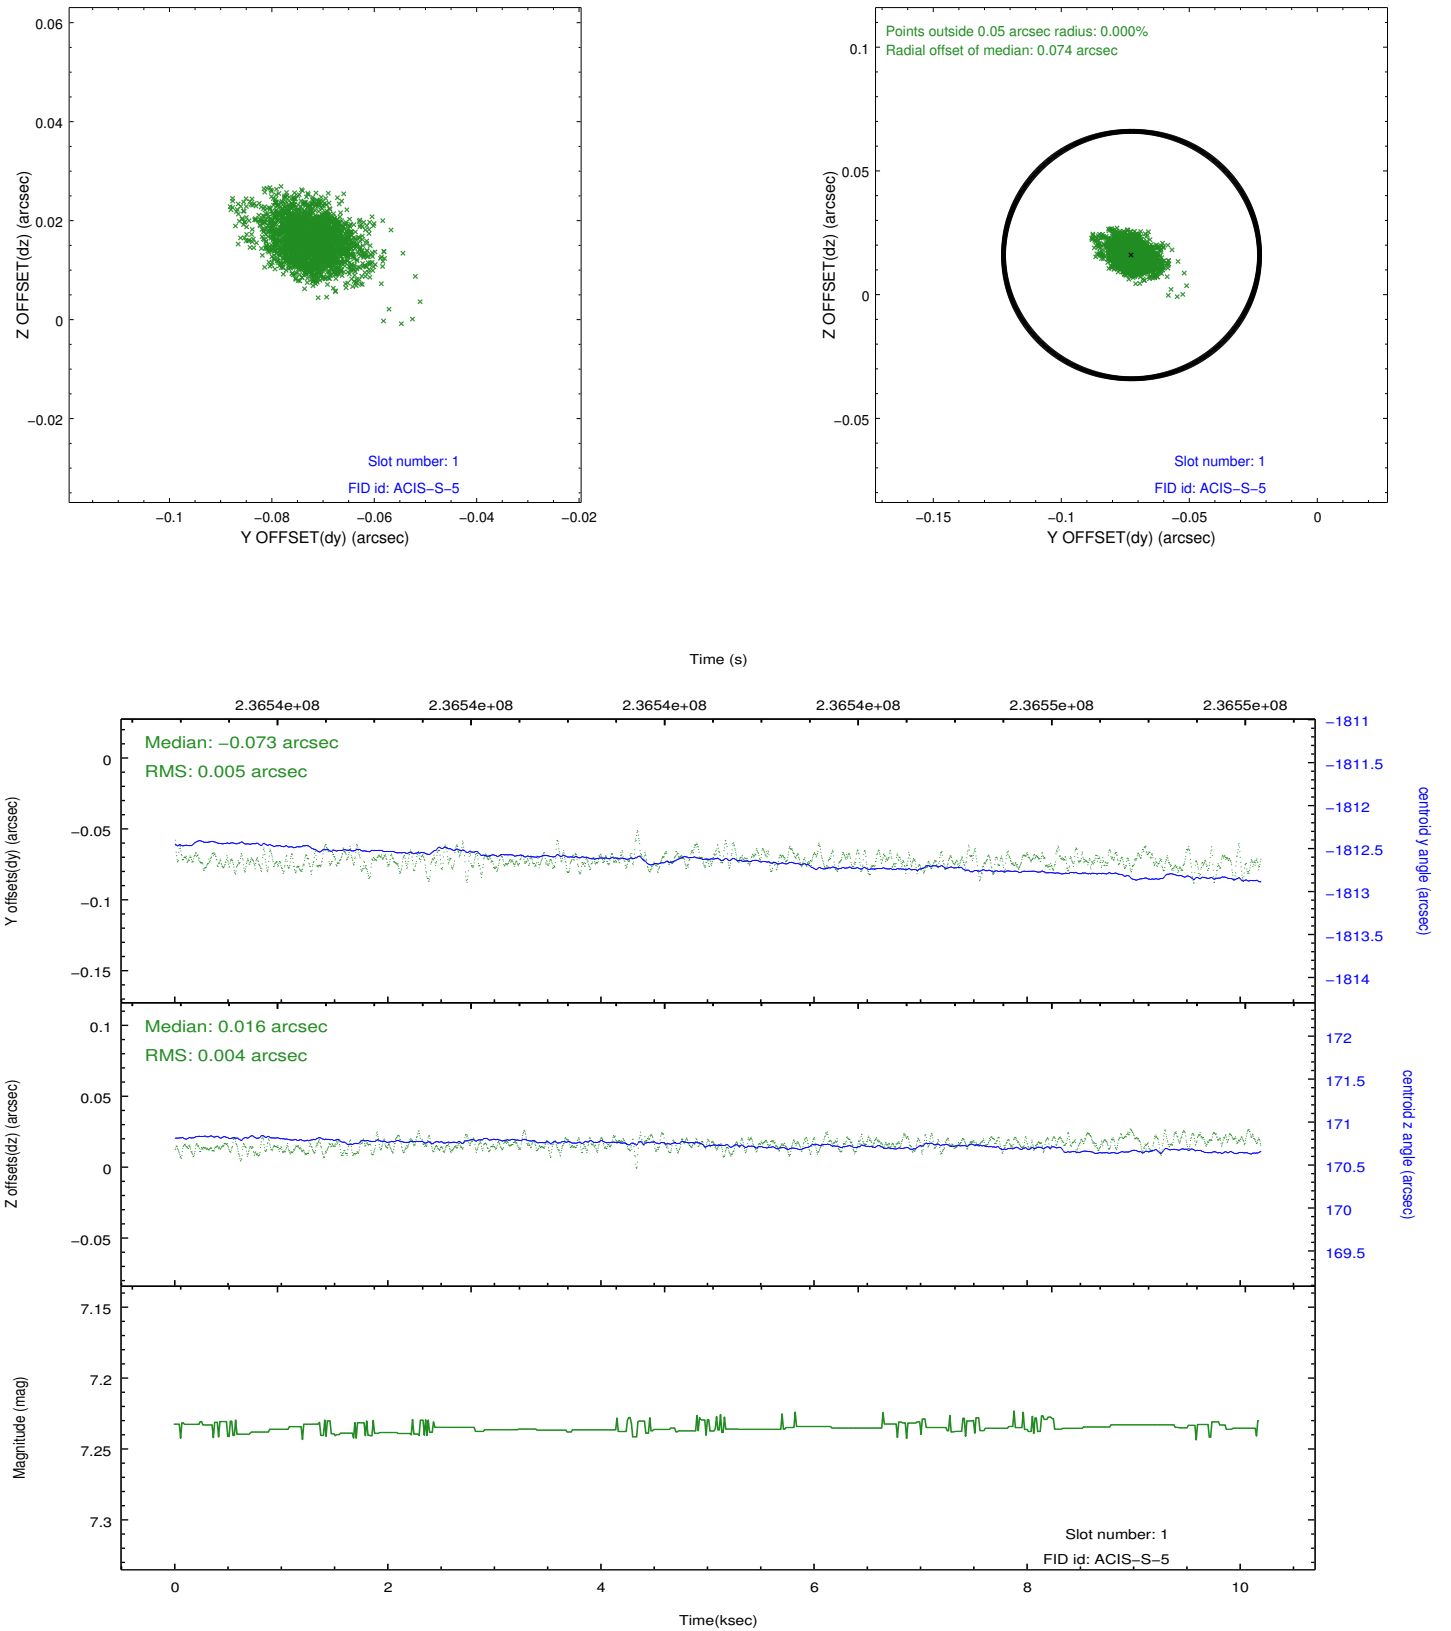 0.06
0.04
0.02
0
−0.02
Z OFFSET(dz) (arcsec)
Slot number: 1
FID id: ACIS−S−5
−0.1
−0.08
−0.06
−0.04
−0.02
Y OFFSET(dy) (arcsec)
Points outside 0.05 arcsec radius: 0.000%
Radial offset of median: 0.074 arcsec
0.1
0.05
0
−0.05
Z OFFSET(dz) (arcsec)
Slot number: 1
FID id: ACIS−S−5
−0.15
−0.1
−0.05
0
Y OFFSET(dy) (arcsec)
Time (s)
2.3654e+08
2.3654e+08
2.3654e+08
2.3654e+08
2.3655e+08
2.3655e+08
Median: −0.073 arcsec
RMS: 0.005 arcsec
0
−0.05
−0.1
−0.15
Y offsets(dy) (arcsec)
−1811
−1811.5
−1812
−1812.5
−1813
−1813.5
−1814
centroid y angle (arcsec)
Median: 0.016 arcsec
RMS: 0.004 arcsec
0.1
0.05
0
−0.05
Z offsets(dz) (arcsec)
172
171.5
171
170.5
170
169.5
centroid z angle (arcsec)
7.15
7.2
7.25
7.3
Magnitude (mag)
Slot number: 1
FID id: ACIS−S−5
0
2
4
6
8
10
Time(ksec)